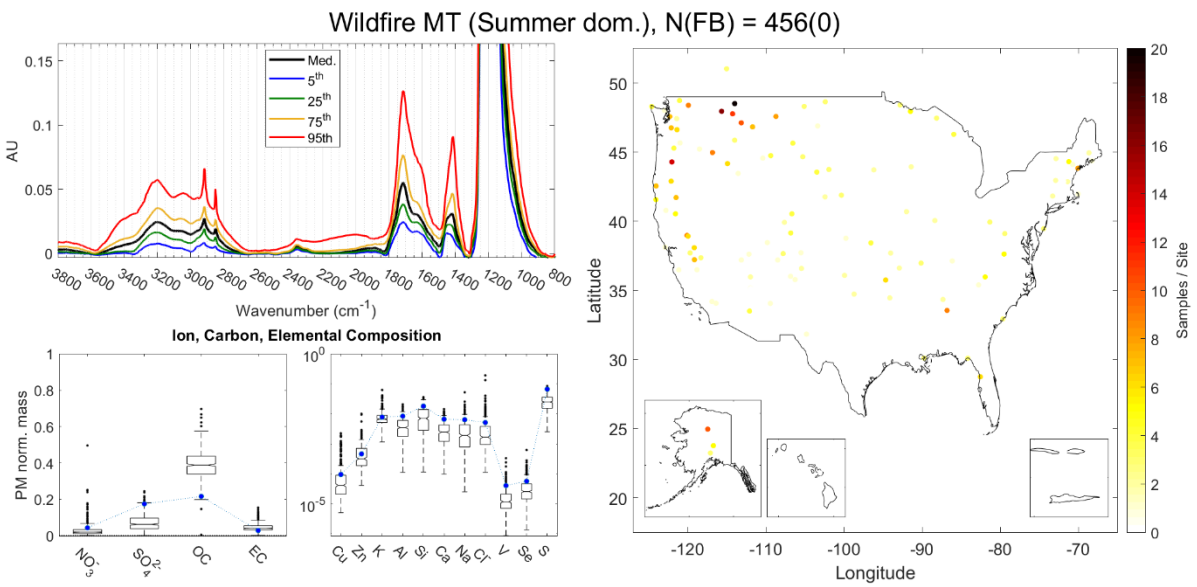 Wildfire MT (Summer dom.), N(FB) = 456(0)
Med.
5th
25th
75th
95th
AU
0.15
0.1
0.05
0
3800
3600
3400
3200
3000
2800
2600
2400
2200
2000
1800
1600
1400
1200
1000
800
Wavenumber (cm-1)
Ion, Carbon, Elemental Composition
PM norm. mass
1
0.8
0.6
0.4
0.2
0
NO3-
SO42-
OC
EC
100
10-5
Cu
Zn
K
Al
Si
Ca
Na
Cl-
V
Se
S
Latitude
50
45
40
35
30
25
20
-120
-110
-100
-90
-80
-70
Longitude
20
18
16
14
12
10
8
6
4
2
0
Samples / Site